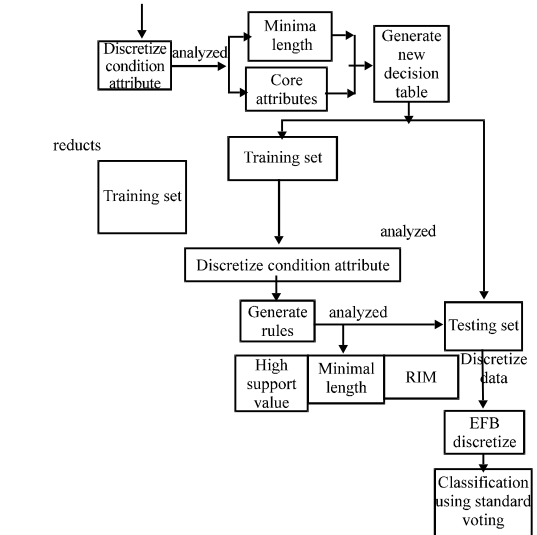 Discretize
condition
attribute
analyzed
Minima
length
Core
attributes
Generate
new
decision
table
reducts
Training set
Training set
analyzed
Discretize condition attribute
Generate
rules
analyzed
Testing set
High
support
value
Minimal
length
RIM
Discretize
data
EFB
discretize
Classification
using standard
voting